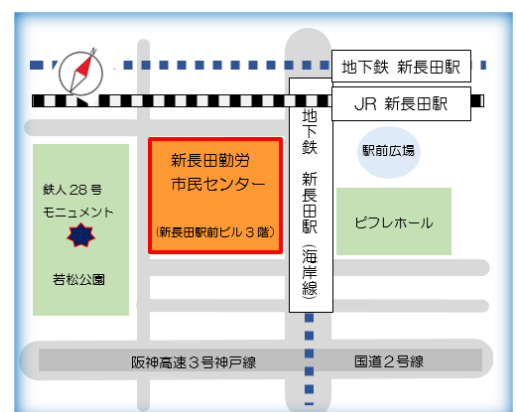 地下鉄 新長田駅
JR 新長田駅
地下鉄 新長田駅(海岸線)
駅前広場
新長田勤労
市民センター
(新長田駅前ビル3階)
鉄人28号
モニュメント
若松公園
ピフレホール
阪神高速3号神戸線
国道2号線